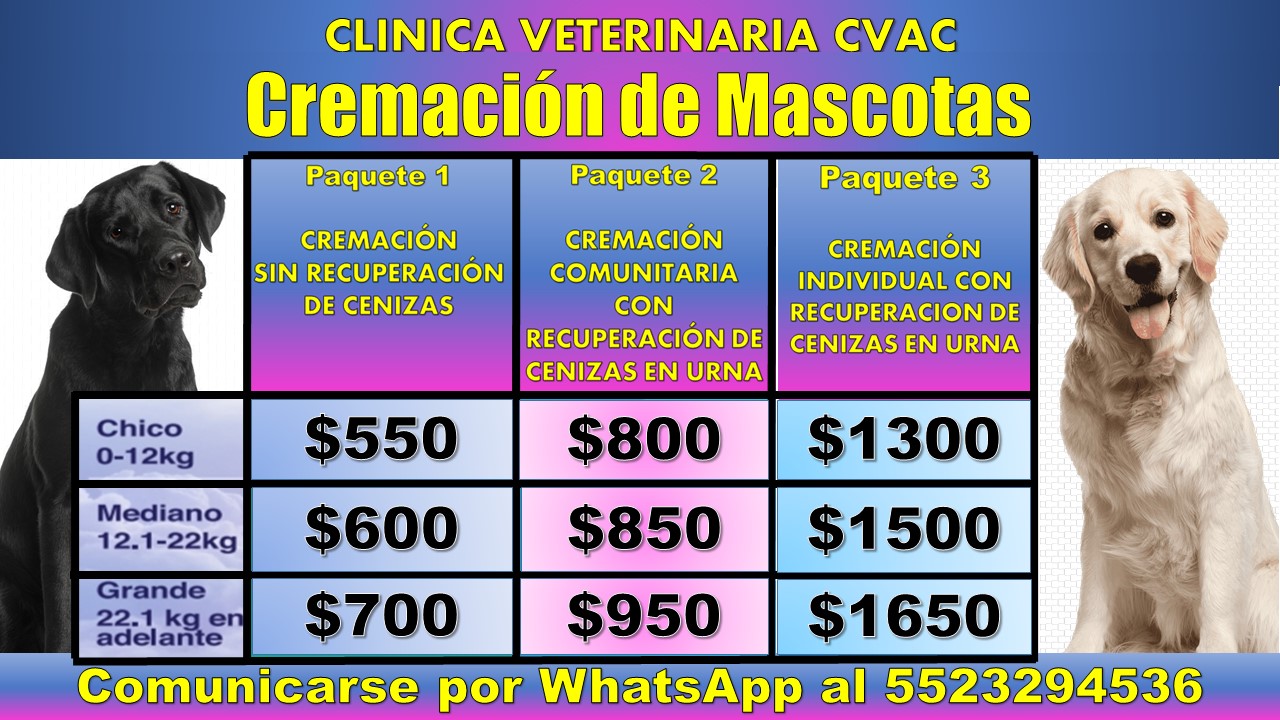 CLINICA VETERINARIA CVAC
Cremación de Mascotas
Paquete 1
CREMACIÓN
SIN RECUPERACIÓN
DE CENIZAS
Paquete 2
CREMACIÓN
COMUNITARIA
CON
RECUPERACIÓN DE
CENIZAS EN URNA
Paquete 3
CREMACIÓN
INDIVIDUAL CON
RECUPERACION DE
CENIZAS EN URNA
Chico
0-12kg
$550
$800
$1300
Mediano
12.1-22kg
$600
$850
$1500
Grande
22.1 kg en
adelante
$700
$950
$1650
Comunicarse por WhatsApp al 5523294536